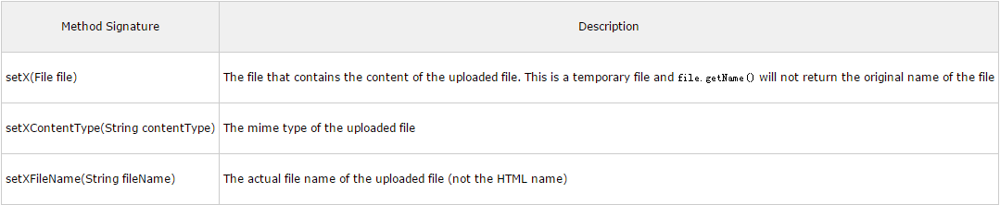 Method Signature Description
setX(File file) The file that contains the content of the uploaded file. This is a temporary file and file.getName() will not return the original name of the file
setXContentType(String contentType) The mime type of the uploaded file
setXFileName(String fileName) The actual file name of the uploaded file (not the HTML name)